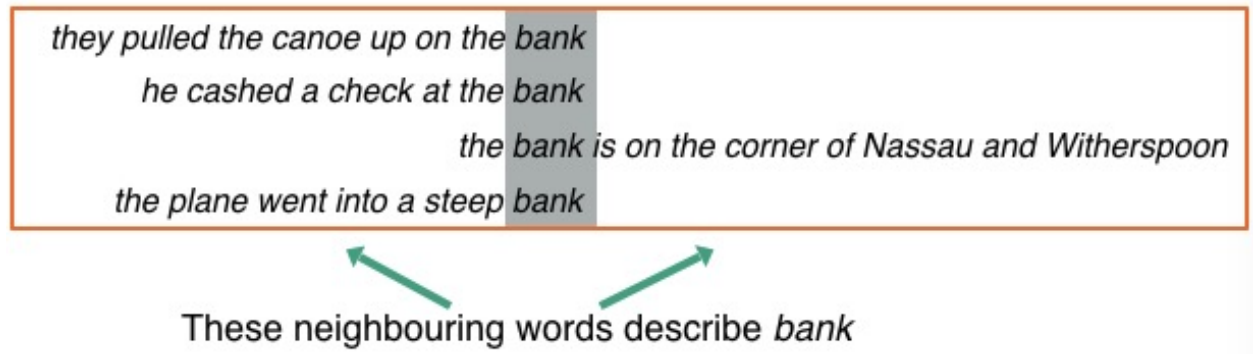 they pulled the canoe up on the bank
he cashed a check at the bank
the bank is on the corner of Nassau and Witherspoon
the plane went into a steep bank
These neighbouring words describe bank